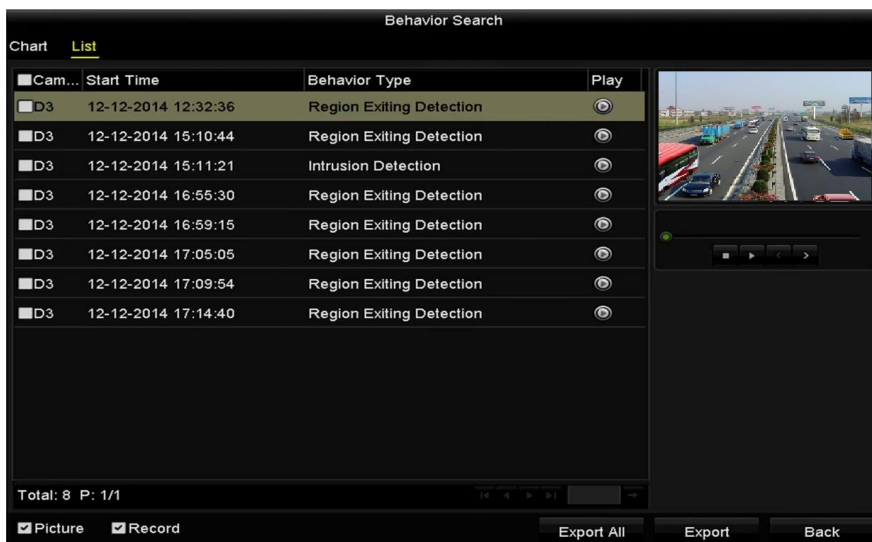 Behavior Search
Chart List
Cam... Start Time Behavior Type Play
D3 12-12-2014 12:32:36 Region Exiting Detection
D3 12-12-2014 15:10:44 Region Exiting Detection
D3 12-12-2014 15:11:21 Intrusion Detection
D3 12-12-2014 16:55:30 Region Exiting Detection
D3 12-12-2014 16:59:15 Region Exiting Detection
D3 12-12-2014 17:05:05 Region Exiting Detection
D3 12-12-2014 17:09:54 Region Exiting Detection
D3 12-12-2014 17:14:40 Region Exiting Detection
Total: 8 P: 1/1
Picture Record Export All Export Back